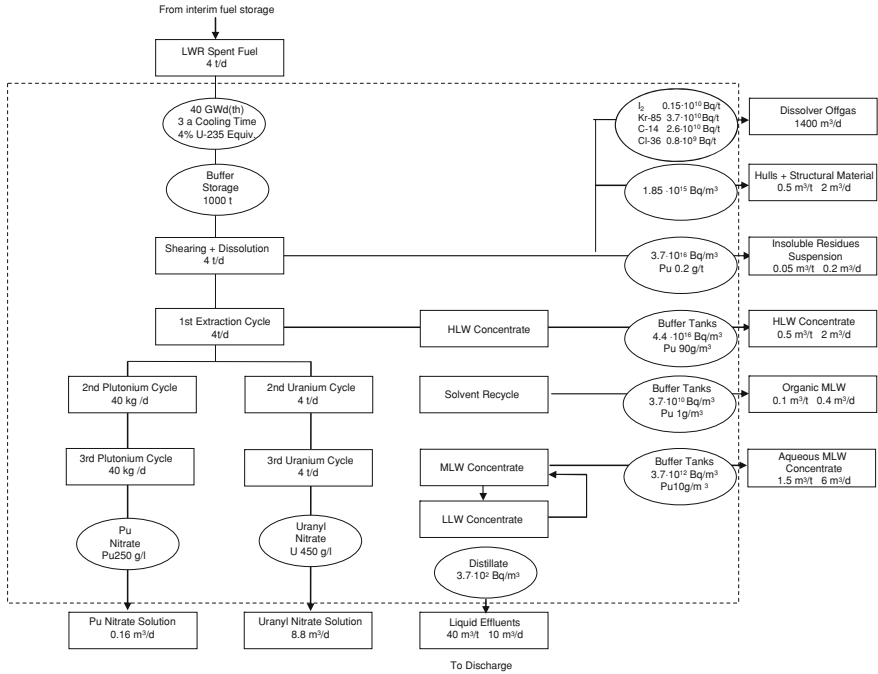 From interim fuel storage
LWR Spent Fuel
4 t/d
40 GWd(th)
3 a Cooling Time
4% U-235 Equiv.
Buffer
Storage
1000 t
Shearing + Dissolution
4 t/d
1st Extraction Cycle
4t/d
2nd Plutonium Cycle
40 kg /d
2nd Uranium Cycle
4 t/d
3rd Plutonium Cycle
40 kg /d
3rd Uranium Cycle
4 t/d
Pu
Nitrate
Pu250 g/l
Uranyl
Nitrate
U 450 g/l
Pu Nitrate Solution
0.16 m³/d
Uranyl Nitrate Solution
8.8 m³/d
HLW Concentrate
Solvent Recycle
MLW Concentrate
LLW Concentrate
Distillate
3.7·10² Bq/m³
Liquid Effluents
40 m³/t 10 m³/d
To Discharge
I₂ 0.15·10¹⁰ Bq/t
Kr-85 3.7·10¹⁰ Bq/t
C-14 2.6·10¹⁰ Bq/t
Cl-36 0.8·10⁹ Bq/t
Dissolver Offgas
1400 m³/d
1.85 ·10¹⁵ Bq/m³
Hulls + Structural Material
0.5 m³/t 2 m³/d
3.7·10¹⁶ Bq/m³
Pu 0.2 g/t
Insoluble Residues
Suspension
0.05 m³/t 0.2 m³/d
Buffer Tanks
4.4 ·10¹⁶ Bq/m³
Pu 90g/m³
HLW Concentrate
0.5 m³/t 2 m³/d
Buffer Tanks
3.7·10¹⁰ Bq/m³
Pu 1g/m³
Organic MLW
0.1 m³/t 0.4 m³/d
Buffer Tanks
3.7·10¹² Bq/m³
Pu10g/m ³
Aqueous MLW
Concentrate
1.5 m³/t 6 m³/d